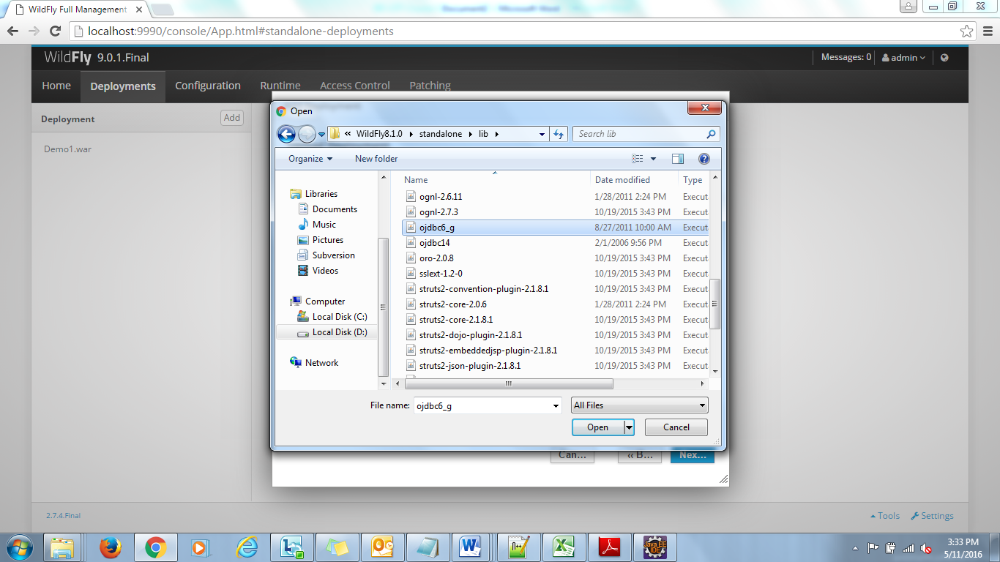 WildFly Full Management
localhost:9990/console/App.html#standalone-deployments
WildFly 9.0.1.Final
Messages: 0
admin
Home
Deployments
Configuration
Runtime
Access Control
Patching
Deployment
Add
Demo1.war
Open
« WildFly8.1.0 standalone lib
Search lib
Organize
New folder
Libraries
Documents
Music
Pictures
Subversion
Videos
Computer
Local Disk (C:)
Local Disk (D:)
Network
Name Date modified Type
ognl-2.6.11 1/28/2011 2:24 PM Execut
ognl-2.7.3 10/19/2015 3:43 PM Execut
ojdbc6_g 8/27/2011 10:00 AM Execut
ojdbc14 2/1/2006 9:56 PM Execut
oro-2.0.8 10/19/2015 3:43 PM Execut
sslext-1.2-0 10/19/2015 3:43 PM Execut
struts2-convention-plugin-2.1.8.1 10/19/2015 3:43 PM Execut
struts2-core-2.0.6 1/28/2011 2:24 PM Execut
struts2-core-2.1.8.1 10/19/2015 3:43 PM Execut
struts2-dojo-plugin-2.1.8.1 10/19/2015 3:43 PM Execut
struts2-embeddedjsp-plugin-2.1.8.1 10/19/2015 3:43 PM Execut
struts2-json-plugin-2.1.8.1 10/19/2015 3:43 PM Execut
File name: ojdbc6_g
All Files
Open
Cancel
Can...
« B...
Nex...
2.7.4.Final
Tools
Settings
Java EE
IDE
3:33 PM
5/11/2016